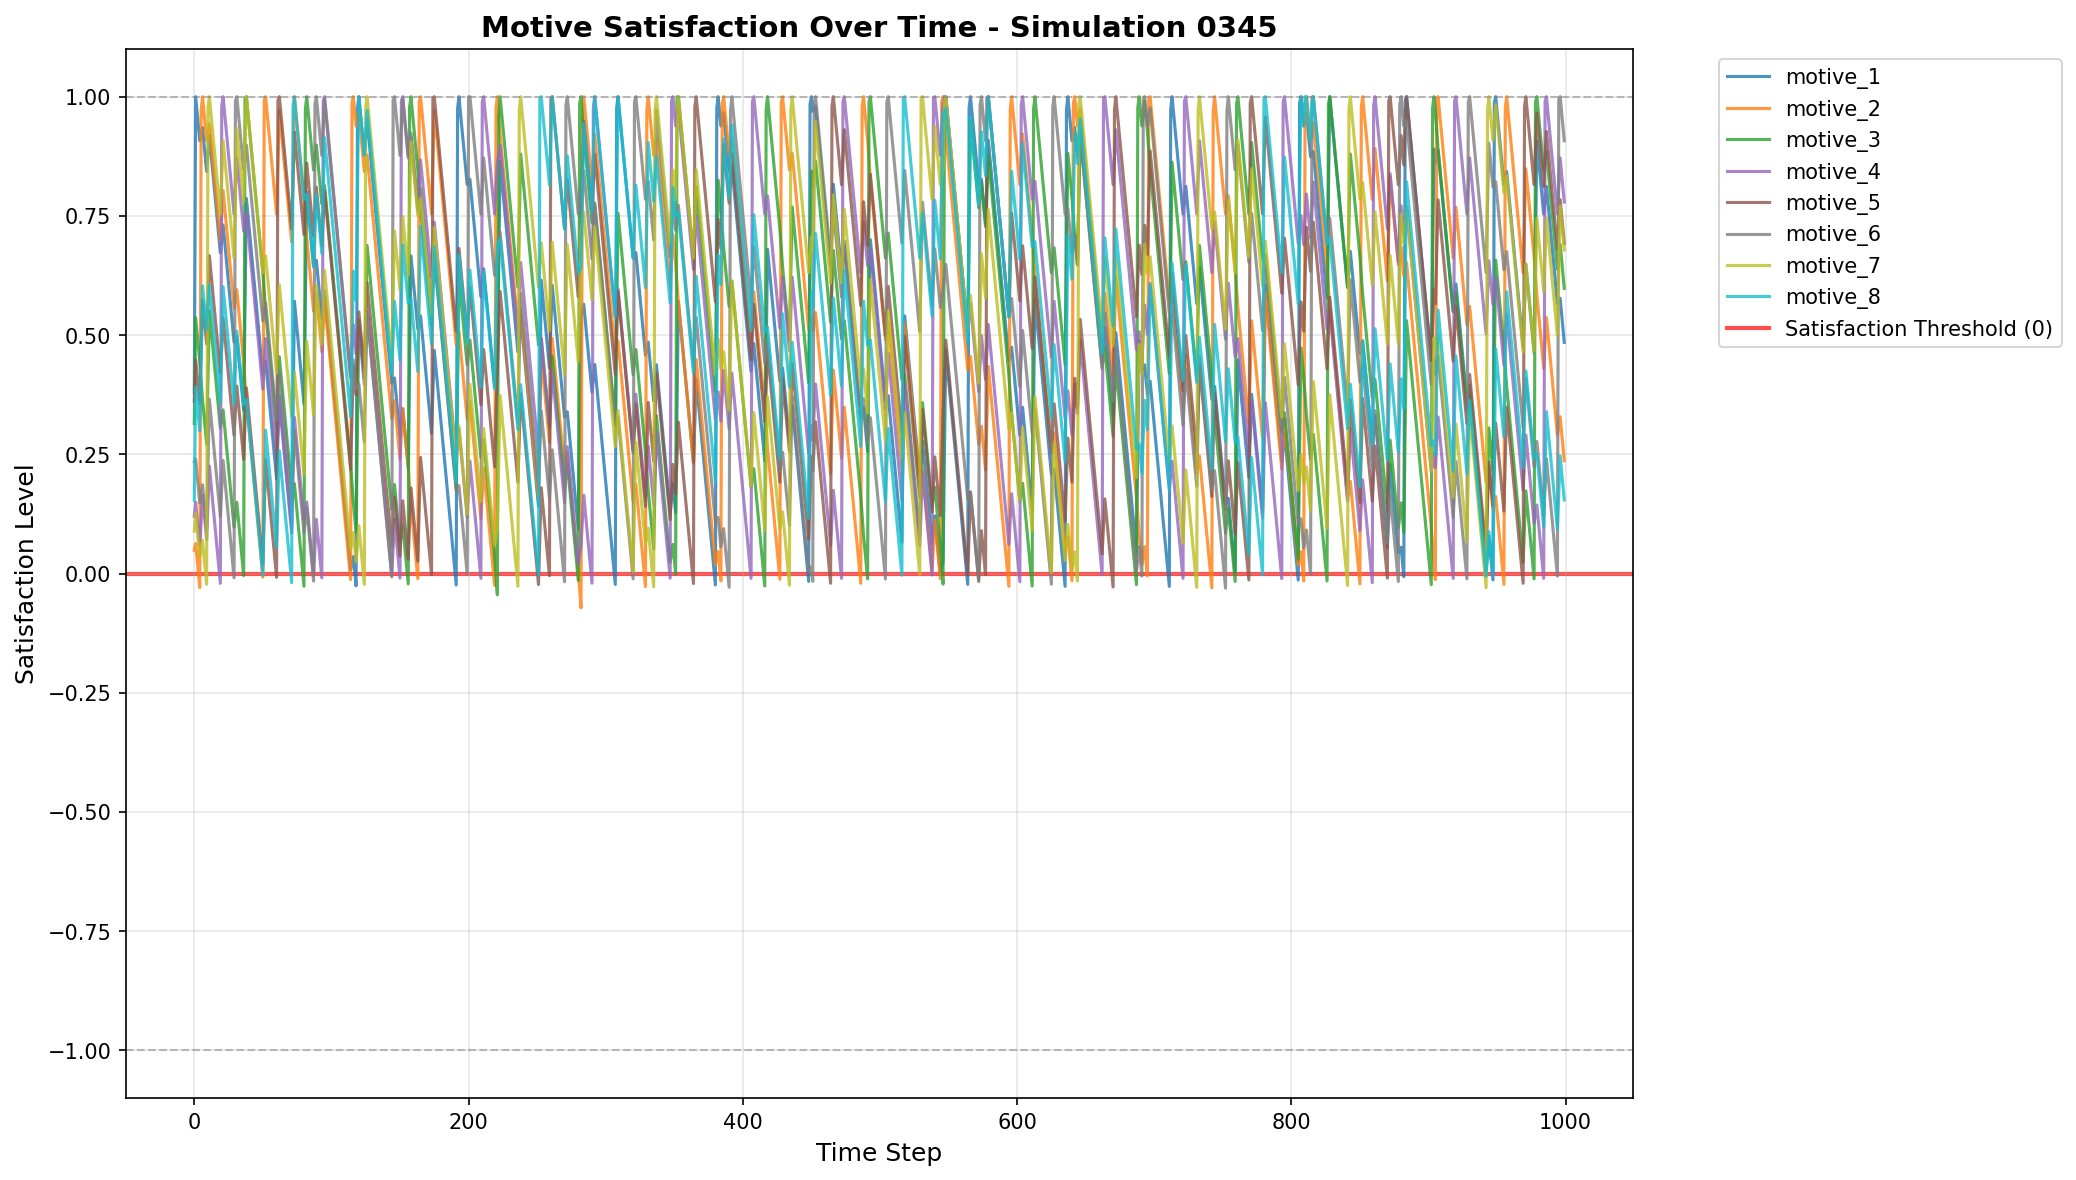 Motive Satisfaction Over Time - Simulation 0345
Satisfaction Level
1.00
0.75
0.50
0.25
0.00
−0.25
−0.50
−0.75
−1.00
0
200
400
600
800
1000
Time Step
motive_1
motive_2
motive_3
motive_4
motive_5
motive_6
motive_7
motive_8
Satisfaction Threshold (0)